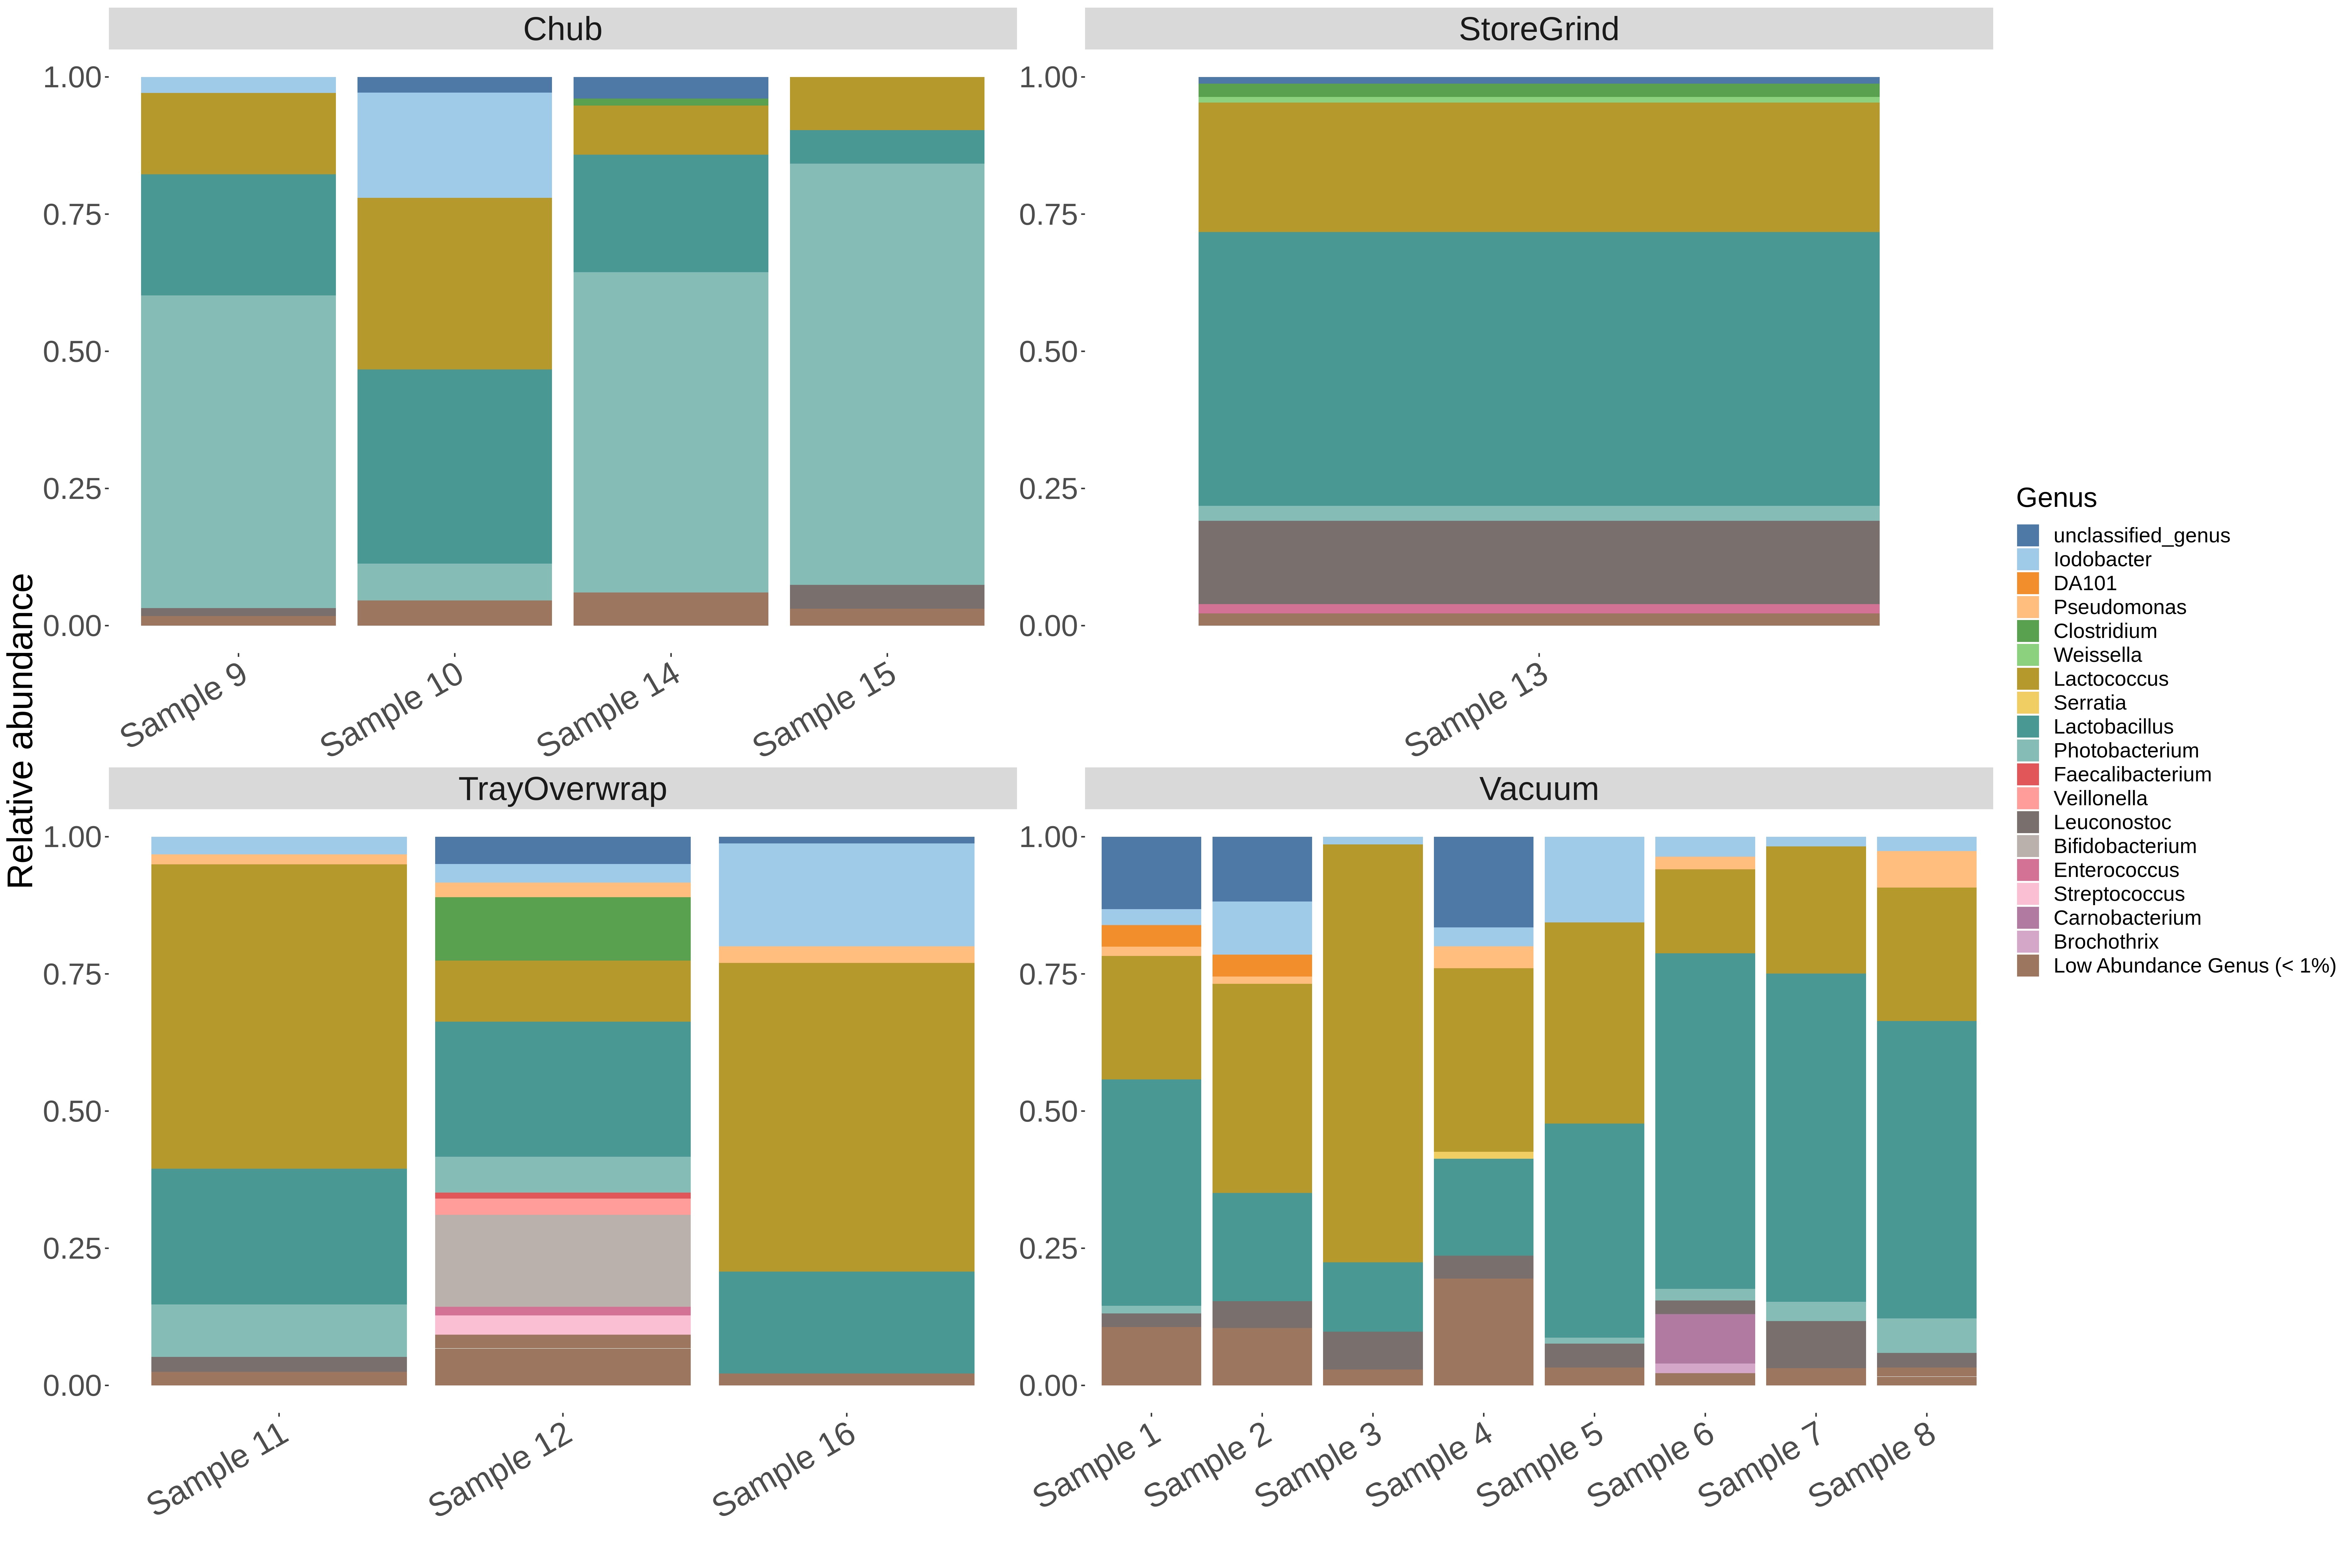 Chub
StoreGrind
1.00
0.75
0.50
0.25
0.00
1.00
0.75
0.50
0.25
0.00
Sample 9
Sample 10
Sample 14
Sample 15
Sample 13
TrayOverwrap
Vacuum
1.00
0.75
0.50
0.25
0.00
1.00
0.75
0.50
0.25
0.00
Sample 11
Sample 12
Sample 16
Sample 1
Sample 2
Sample 3
Sample 4
Sample 5
Sample 6
Sample 7
Sample 8
Relative abundance
Genus
unclassified_genus
Iodobacter
DA101
Pseudomonas
Clostridium
Weissella
Lactococcus
Serratia
Lactobacillus
Photobacterium
Faecalibacterium
Veillonella
Leuconostoc
Bifidobacterium
Enterococcus
Streptococcus
Carnobacterium
Brochothrix
Low Abundance Genus (< 1%)